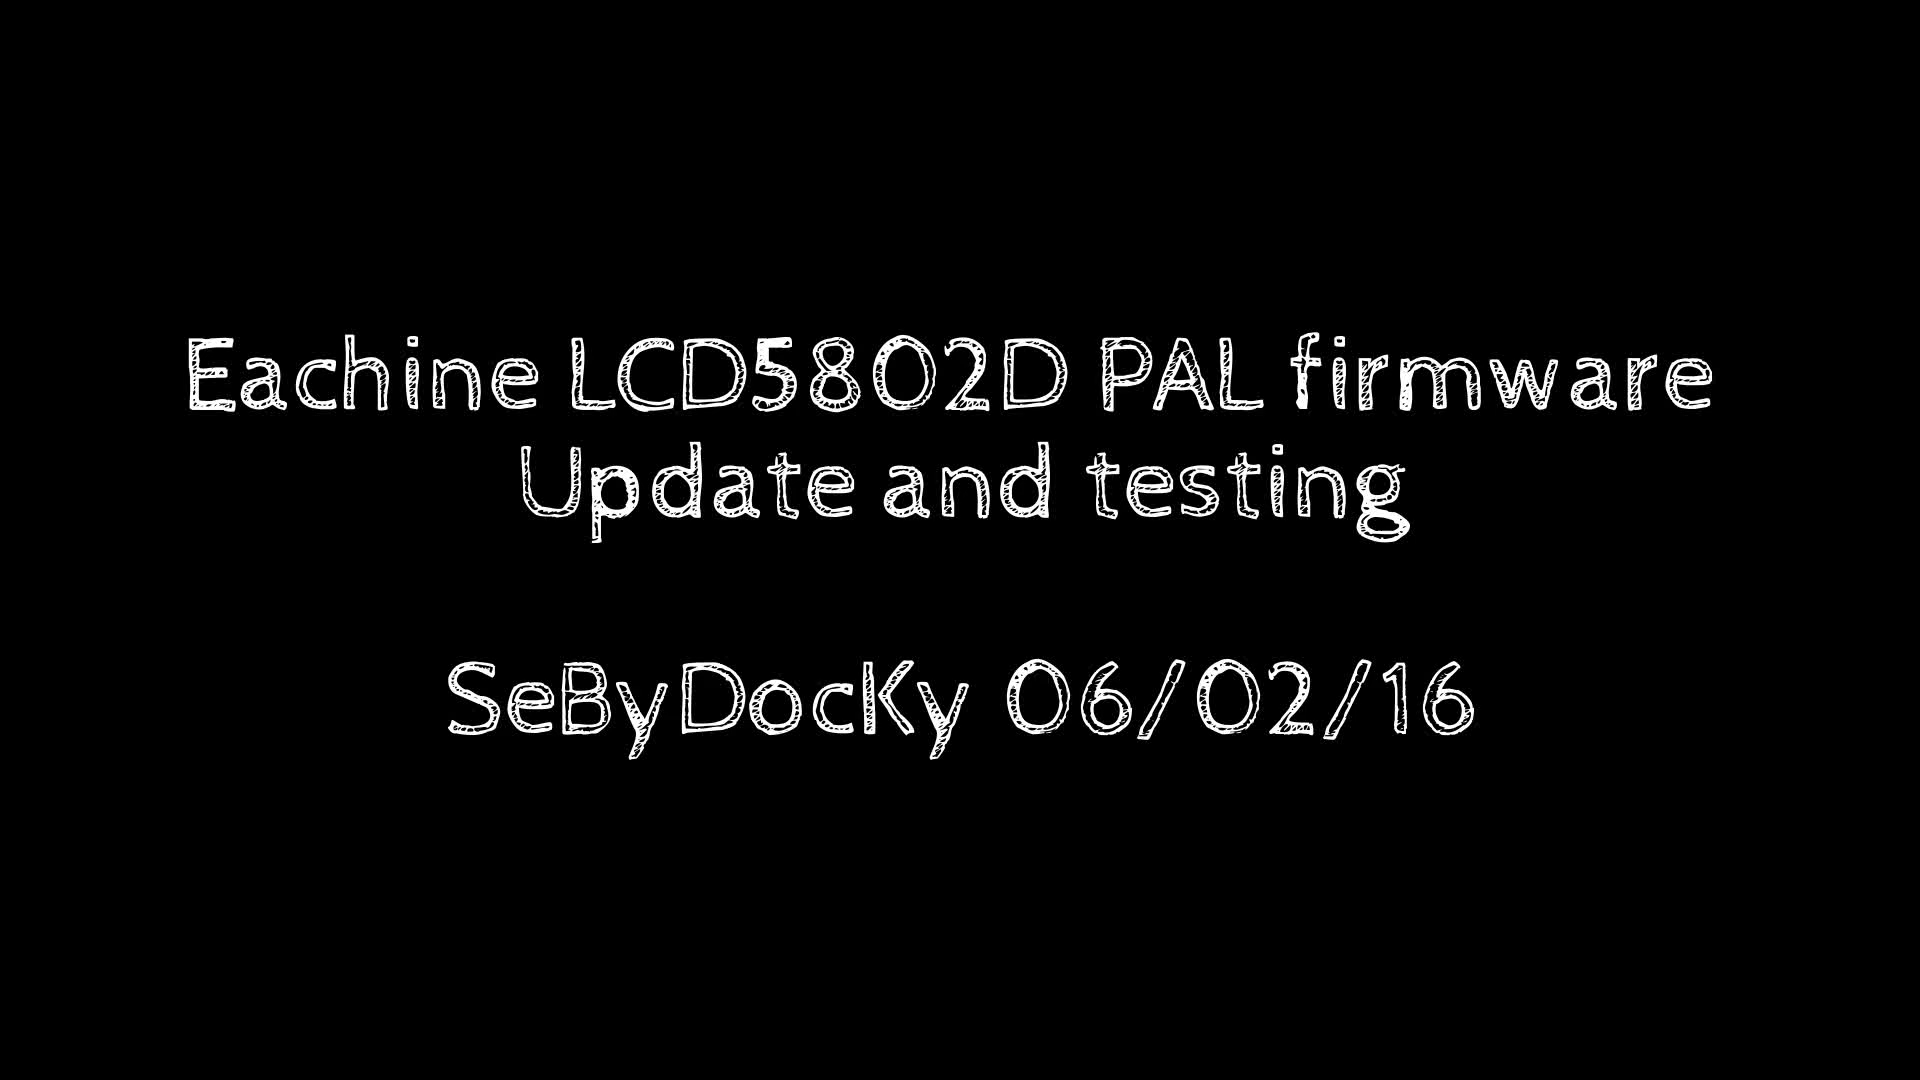 Eachine LCD5802D PAL firmware
Update and testing
SeByDocKy 06/02/16